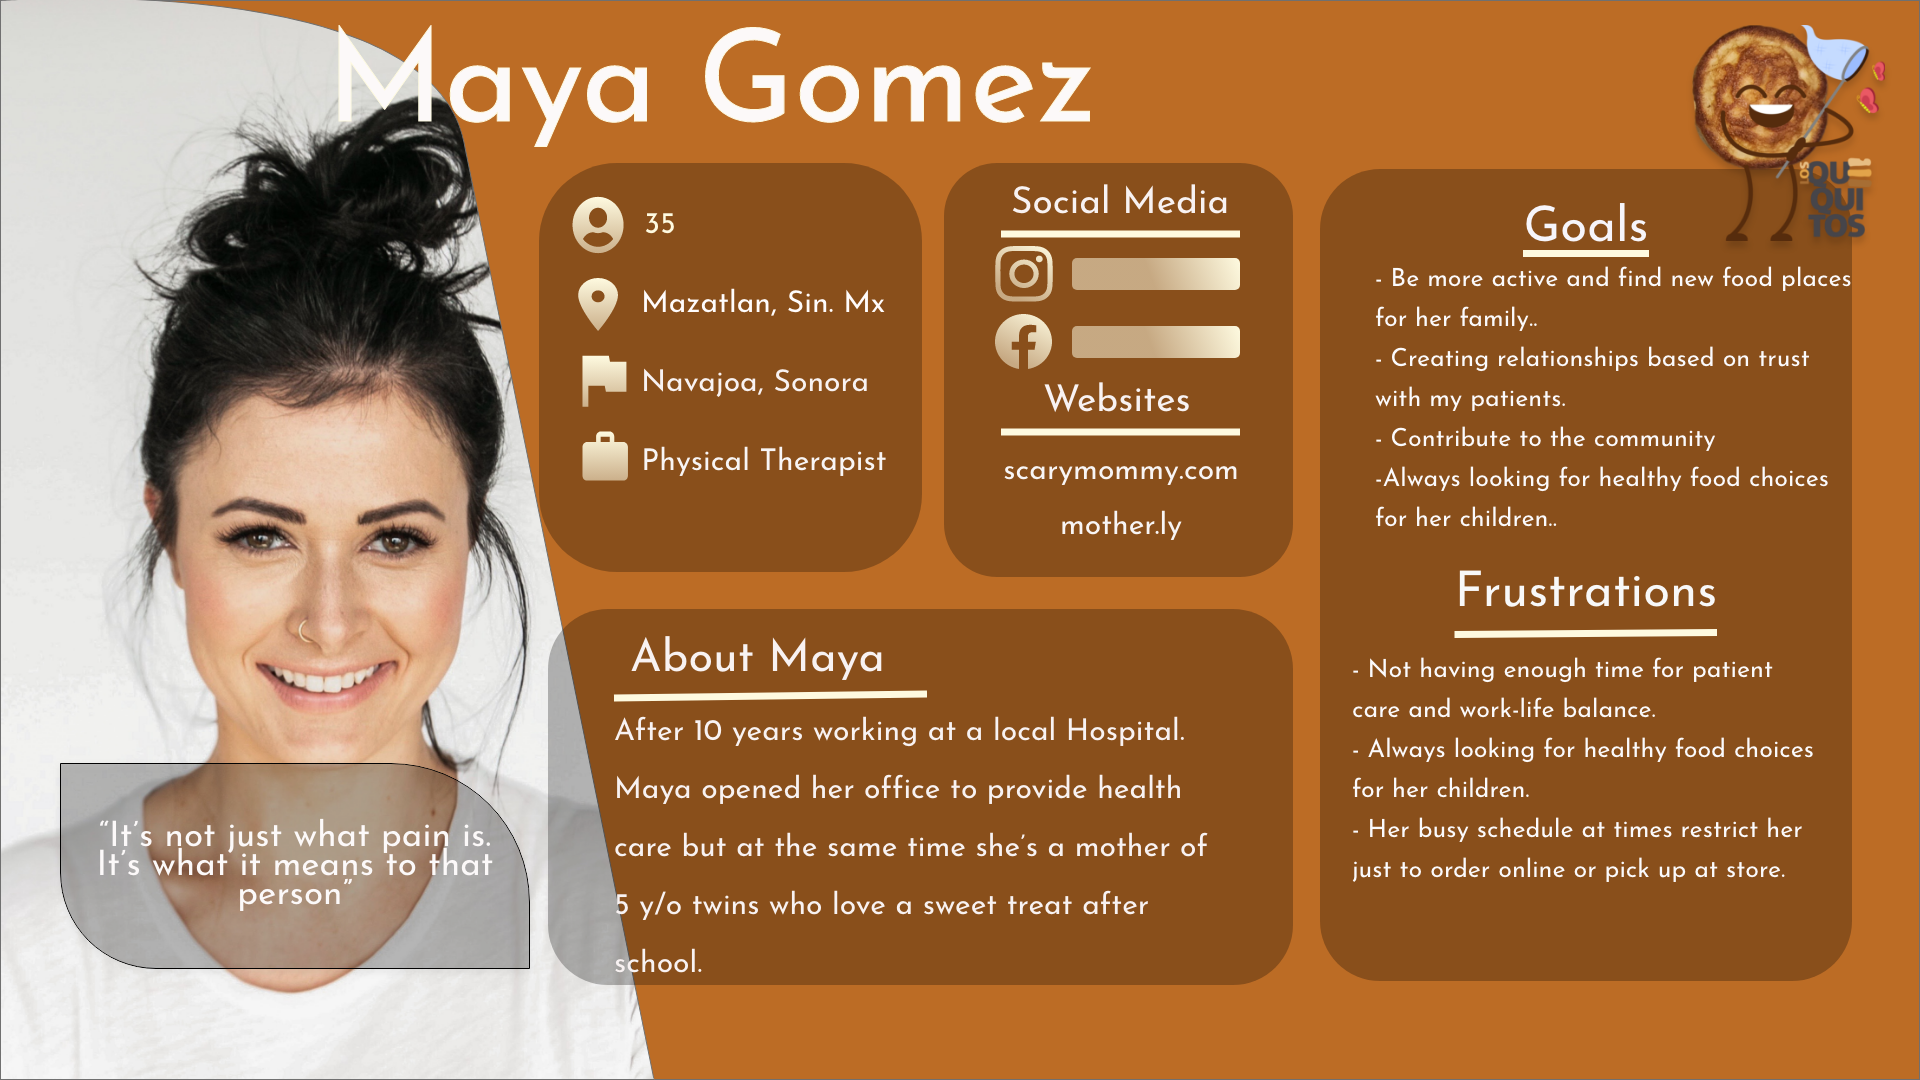 Maya Gomez
35
Mazatlan, Sin. Mx
Navajoa, Sonora
Physical Therapist
Social Media
Websites
scarymommy.com
mother.ly
LOS
QU
QUI
TOS
Goals
- Be more active and find new food places
for her family..
- Creating relationships based on trust
with my patients.
- Contribute to the community
-Always looking for healthy food choices
for her children..
Frustrations
- Not having enough time for patient
care and work-life balance.
- Always looking for healthy food choices
for her children.
- Her busy schedule at times restrict her
just to order online or pick up at store.
About Maya
After 10 years working at a local Hospital.
Maya opened her office to provide health
care but at the same time she's a mother of
5 y/o twins who love a sweet treat after
school.
“It's not just what pain is.
It's what it means to that
person”